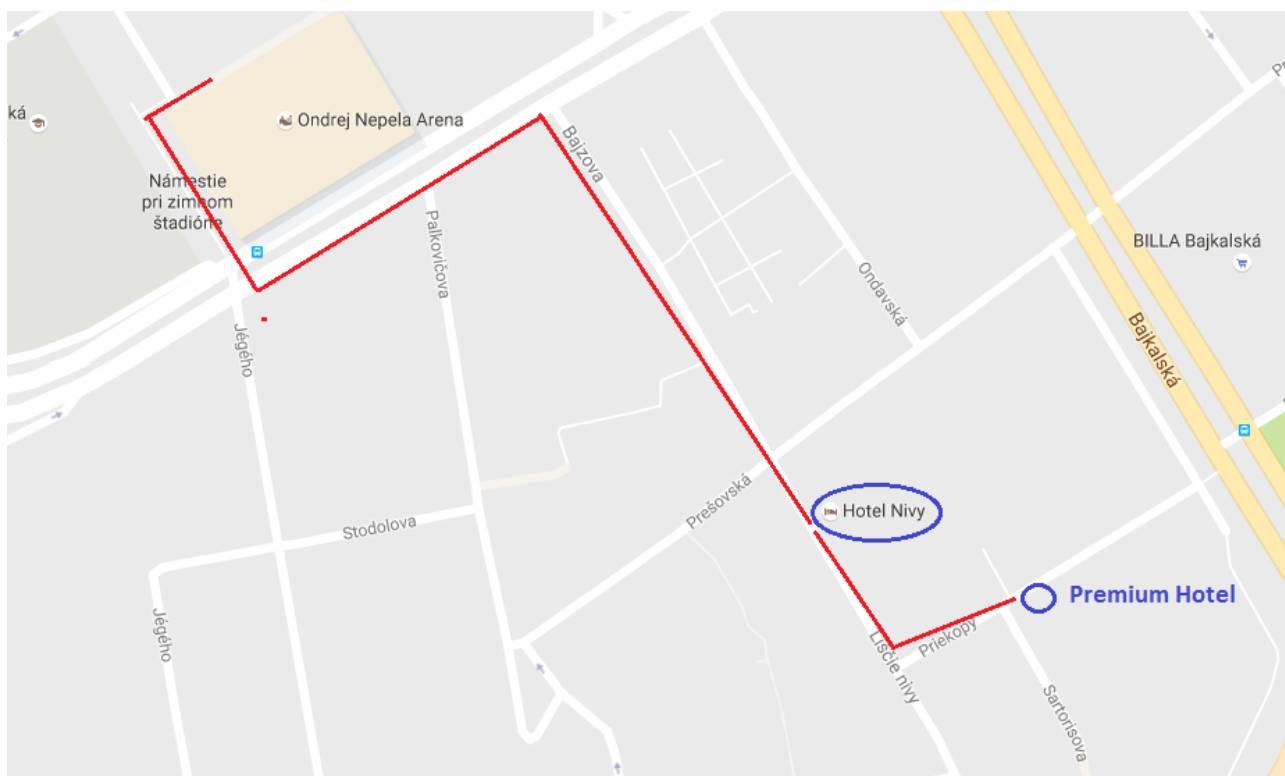 ká
Ondrej Nepela Arena
Námestie
pri zimnom
štadióne
Bajzova
Palkovičova
Ondavská
BILLA Bajkalská
Bajkalská
Jégého
Prešovská
Hotel Nivy
Stodolova
Premium Hotel
Priekopy
Jégého
Liščie nivy
Sartorisova